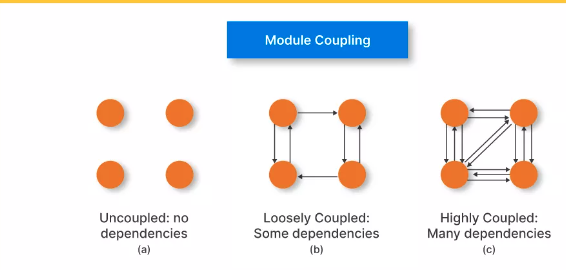 Module Coupling
Uncoupled: no
dependencies
(a)
Loosely Coupled:
Some dependencies
(b)
Highly Coupled:
Many dependencies
(c)